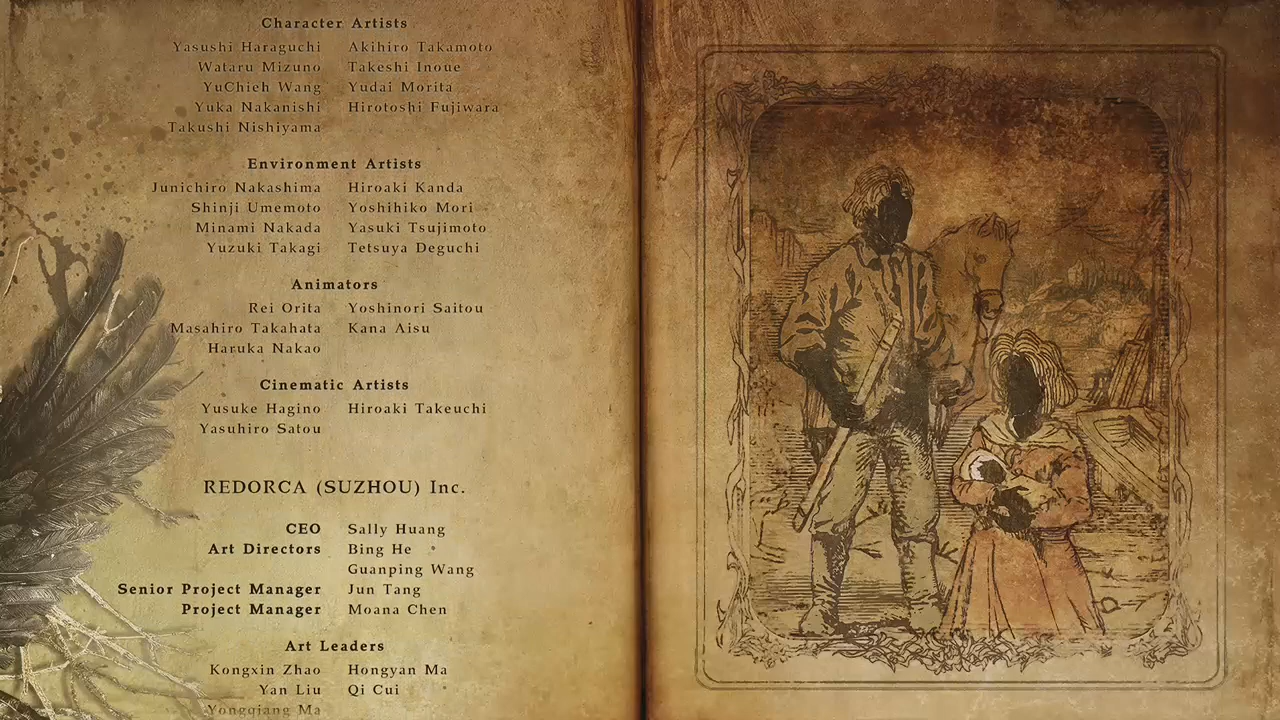 Character Artists
Yasushi Haraguchi Akihiro Takamoto
Wataru Mizuno Takeshi Inoue
YuChieh Wang Yudai Morita
Yuka Nakanishi Hirotoshi Fujiwara
Takushi Nishiyama
Environment Artists
Junichiro Nakashima Hiroaki Kanda
Shinji Umemoto Yoshihiko Mori
Minami Nakada Yasuki Tsujimoto
Yuzuki Takagi Tetsuya Deguchi
Animators
Rei Orita Yoshinori Saitou
Masahiro Takahata Kana Aisu
Haruka Nakao
Cinematic Artists
Yusuke Hagino Hiroaki Takeuchi
Yasuhiro Satou
REDORCA (SUZHOU) Inc.
CEO Sally Huang
Art Directors Bing He
Guanping Wang
Senior Project Manager Jun Tang
Project Manager Moana Chen
Art Leaders
Kongxin Zhao Hongyan Ma
Yan Liu Qi Cui
Yongqiang Ma